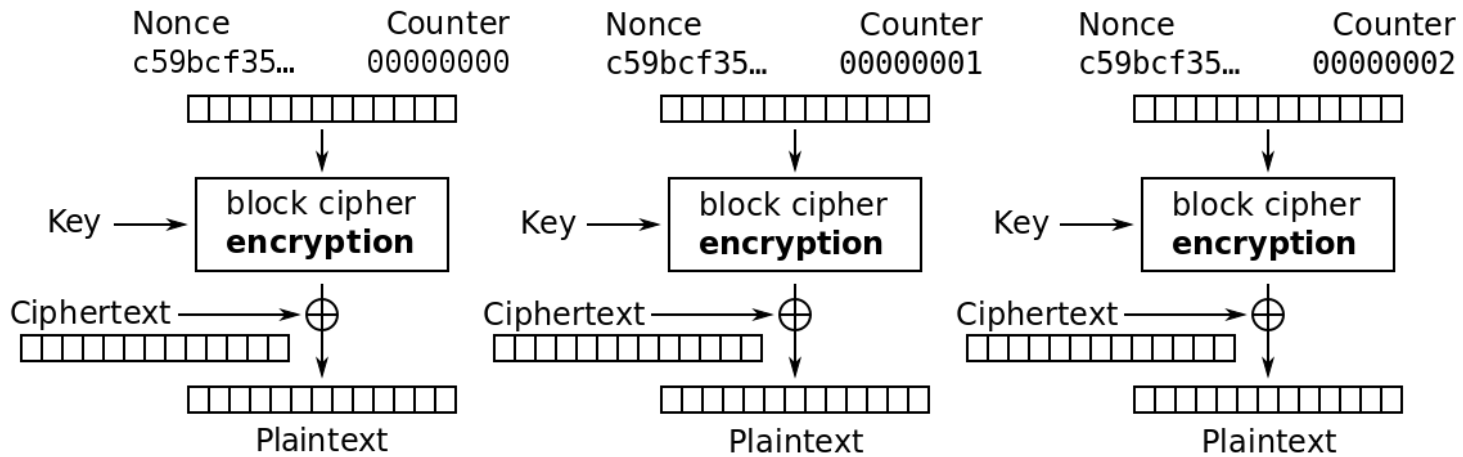 Nonce Counter Nonce Counter Nonce Counter
c59bcf35… 00000000 c59bcf35… 00000001 c59bcf35… 00000002
block cipher block cipher block cipher
Key Key Key
encryption encryption encryption
Ciphertext Ciphertext Ciphertext
Plaintext Plaintext Plaintext